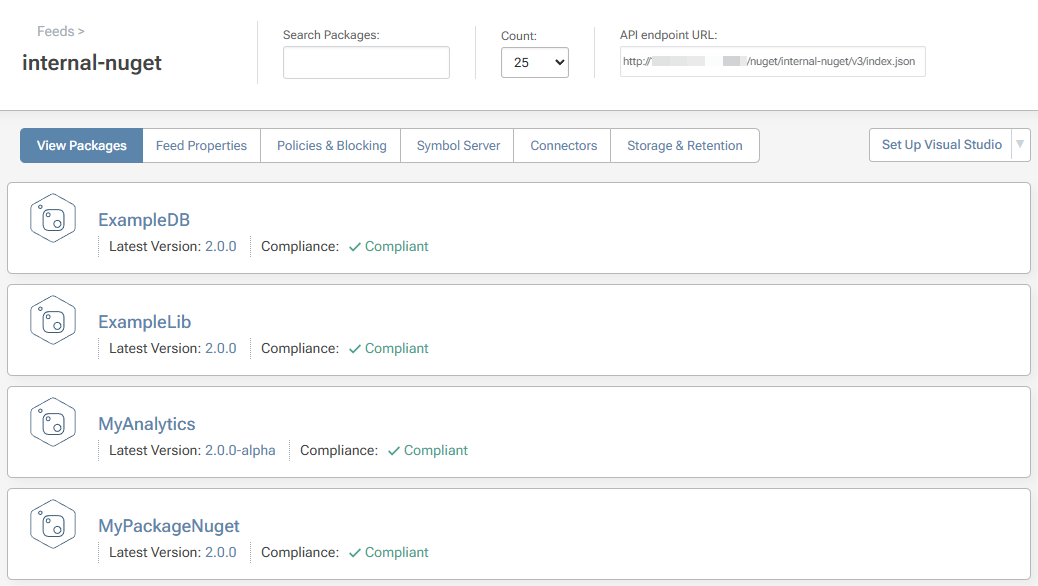 Feeds >
internal-nuget
Search Packages:
Count:
25
API endpoint URL:
http:// /nuget/internal-nuget/v3/index.json
View Packages
Feed Properties
Policies & Blocking
Symbol Server
Connectors
Storage & Retention
Set Up Visual Studio
ExampleDB
Latest Version: 2.0.0 Compliance: ✓ Compliant
ExampleLib
Latest Version: 2.0.0 Compliance: ✓ Compliant
MyAnalytics
Latest Version: 2.0.0-alpha Compliance: ✓ Compliant
MyPackageNuget
Latest Version: 2.0.0 Compliance: ✓ Compliant